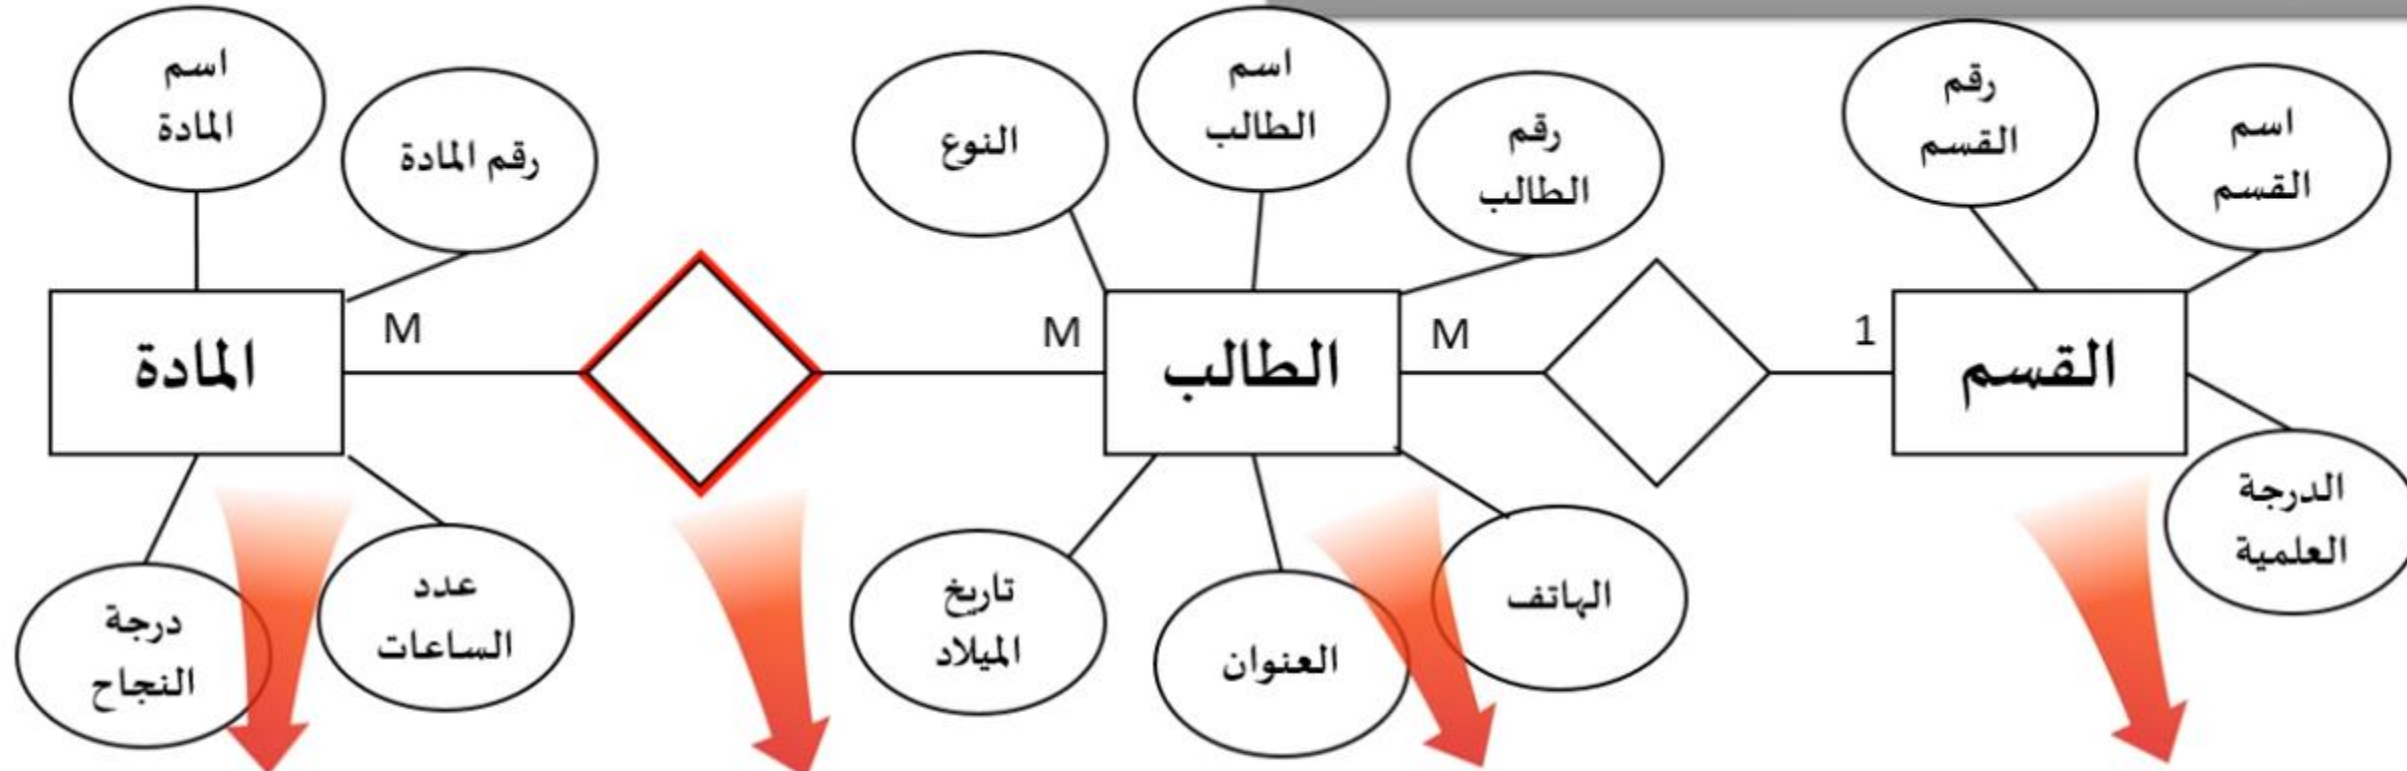 رقم
القسم
اسم
القسم
اسم
الطالب
رقم
الطالب
النوع
اسم
المادة
رقم المادة
القسم
1
M
الطالب
M
M
المادة
الدرجة
العلمية
الهاتف
العنوان
تاريخ
الميلاد
عدد
الساعات
درجة
النجاح